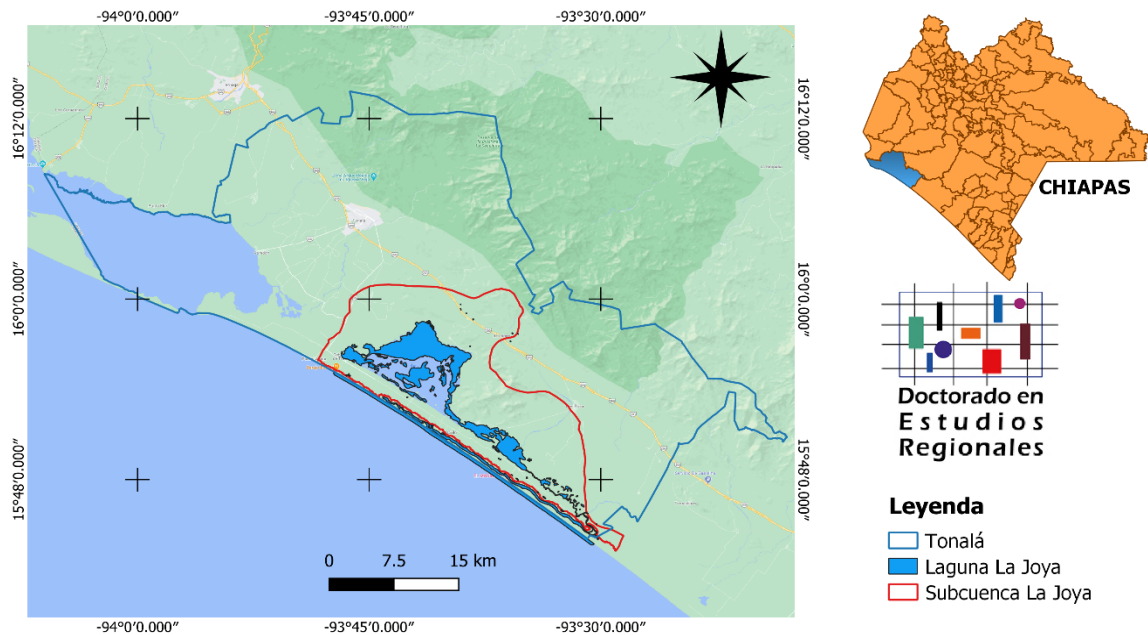 -94°0'0.000″ -93°45'0.000″ -93°30'0.000″
16°12'0.000″
16°12'0.000″
16°0'0.000″
16°0'0.000″
15°48'0.000″
15°48'0.000″
0 7.5 15 km
-94°0'0.000″ -93°45'0.000″ -93°30'0.000″
CHIAPAS
Doctorado en
Estudios
Regionales
Leyenda
Tonalá
Laguna La Joya
Subcuenca La Joya